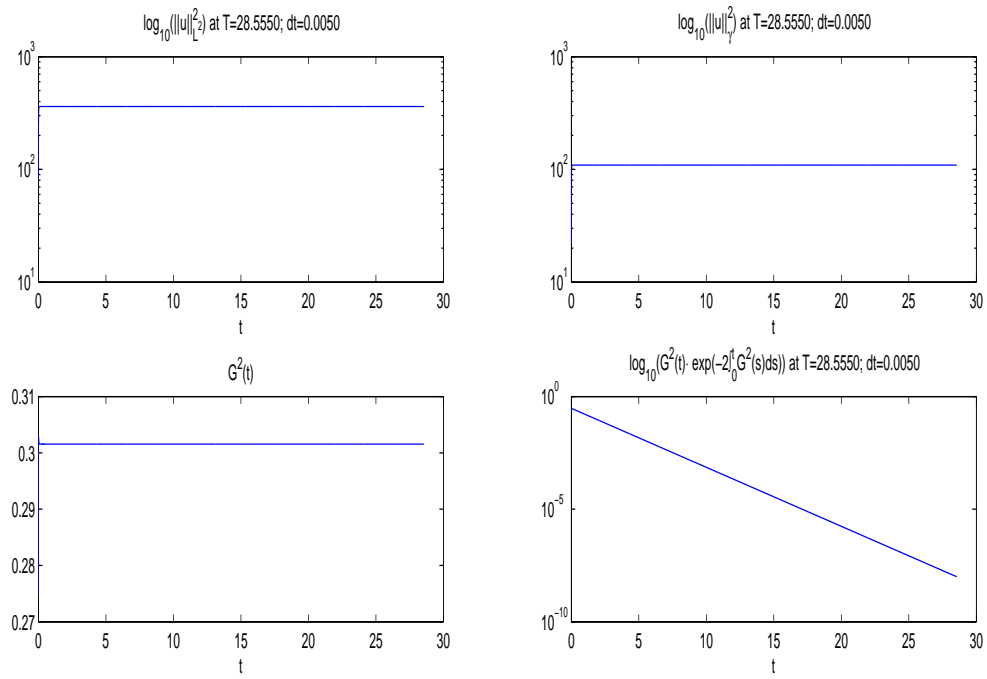 log10(||u||²L²) at T=28.5550; dt=0.0050
10³
10²
10¹
0 5 10 15 20 25 30
t
log10(||u||²γ) at T=28.5550; dt=0.0050
10³
10²
10¹
0 5 10 15 20 25 30
t
G²(t)
0.31
0.3
0.29
0.28
0.27
0 5 10 15 20 25 30
t
log10(G²(t)· exp(−2∫₀ᵗG²(s)ds)) at T=28.5550; dt=0.0050
10⁰
10⁻⁵
10⁻¹⁰
0 5 10 15 20 25 30
t